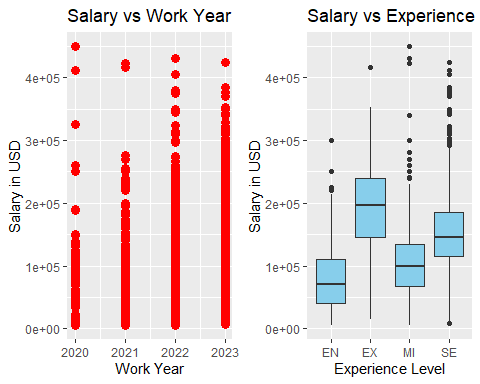 Salary vs Work Year
Salary in USD
4e+05
3e+05
2e+05
1e+05
0e+00
2020 2021 2022 2023
Work Year
Salary vs Experience
Salary in USD
4e+05
3e+05
2e+05
1e+05
0e+00
EN EX MI SE
Experience Level